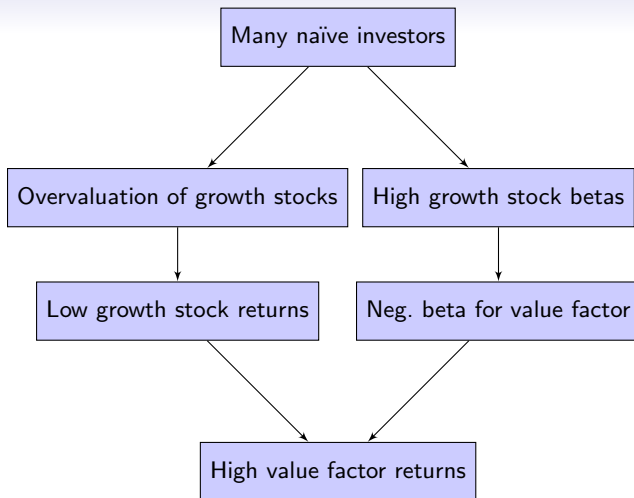 Many naïve investors
Overvaluation of growth stocks
High growth stock betas
Low growth stock returns
Neg. beta for value factor
High value factor returns